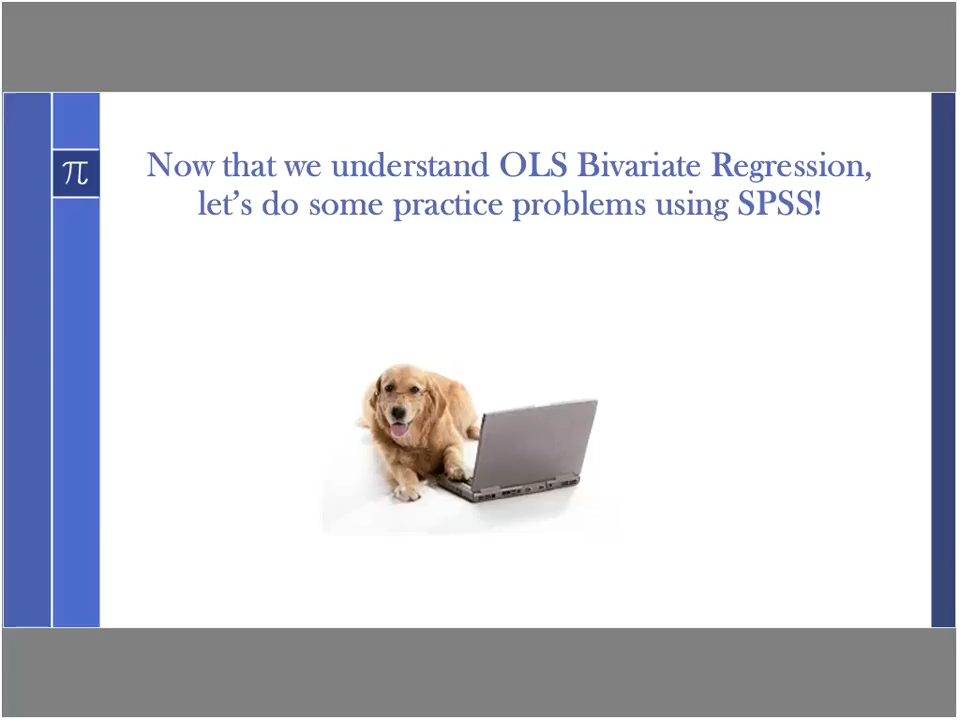 π
Now that we understand OLS Bivariate Regression,
let’s do some practice problems using SPSS!